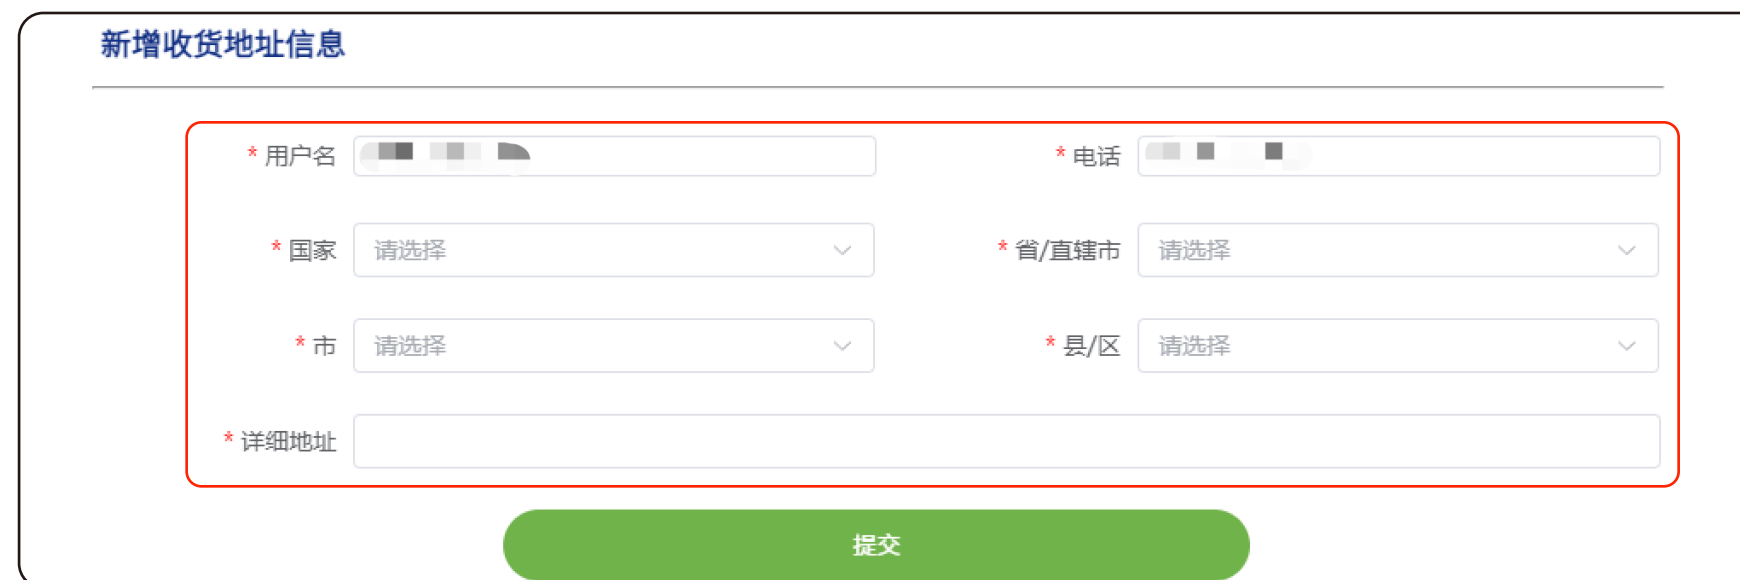 新增收货地址信息
* 用户名 * 电话
* 国家 请选择 * 省/直辖市 请选择
* 市 请选择 * 县/区 请选择
* 详细地址
提交